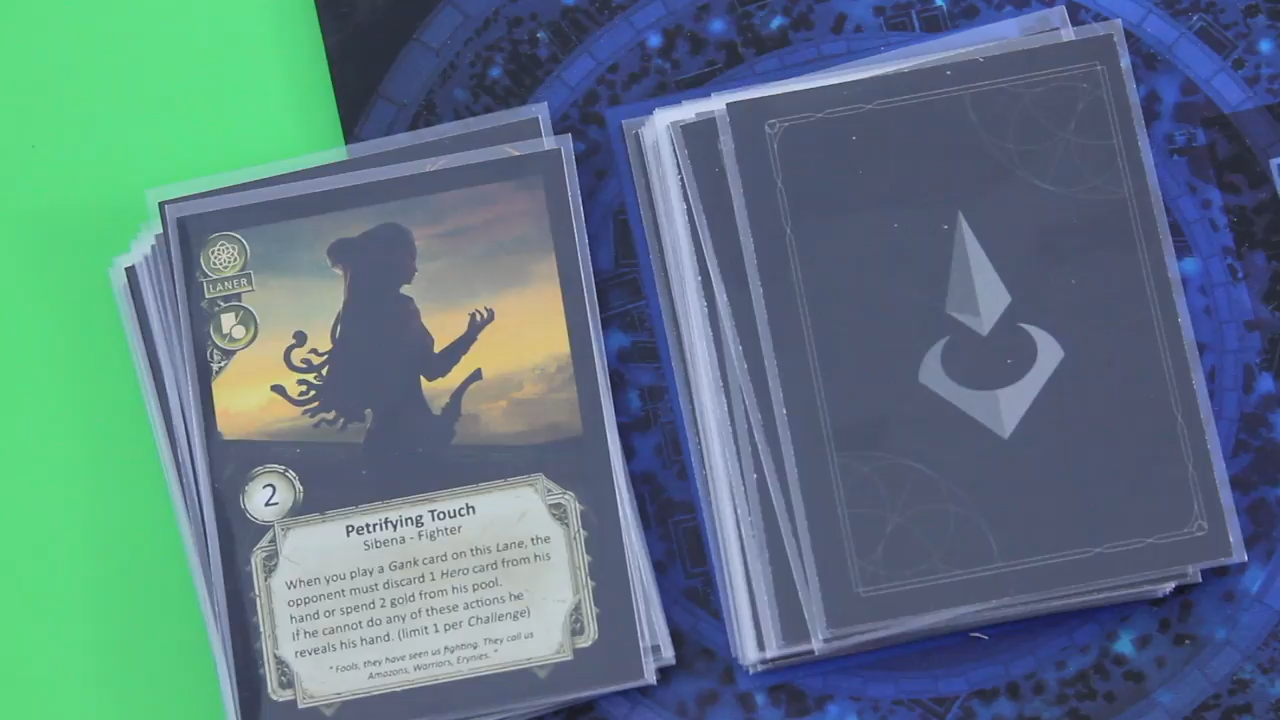 LANER
2
Petrifying Touch
Sibena - Fighter
When you play a Gank card on this Lane, the
opponent must discard 1 Hero card from his
hand or spend 2 gold from his pool.
If he cannot do any of these actions he
reveals his hand. (limit 1 per Challenge)
" Fools, they have seen us fighting. They call us
Amazons, Warriors, Erynies. "